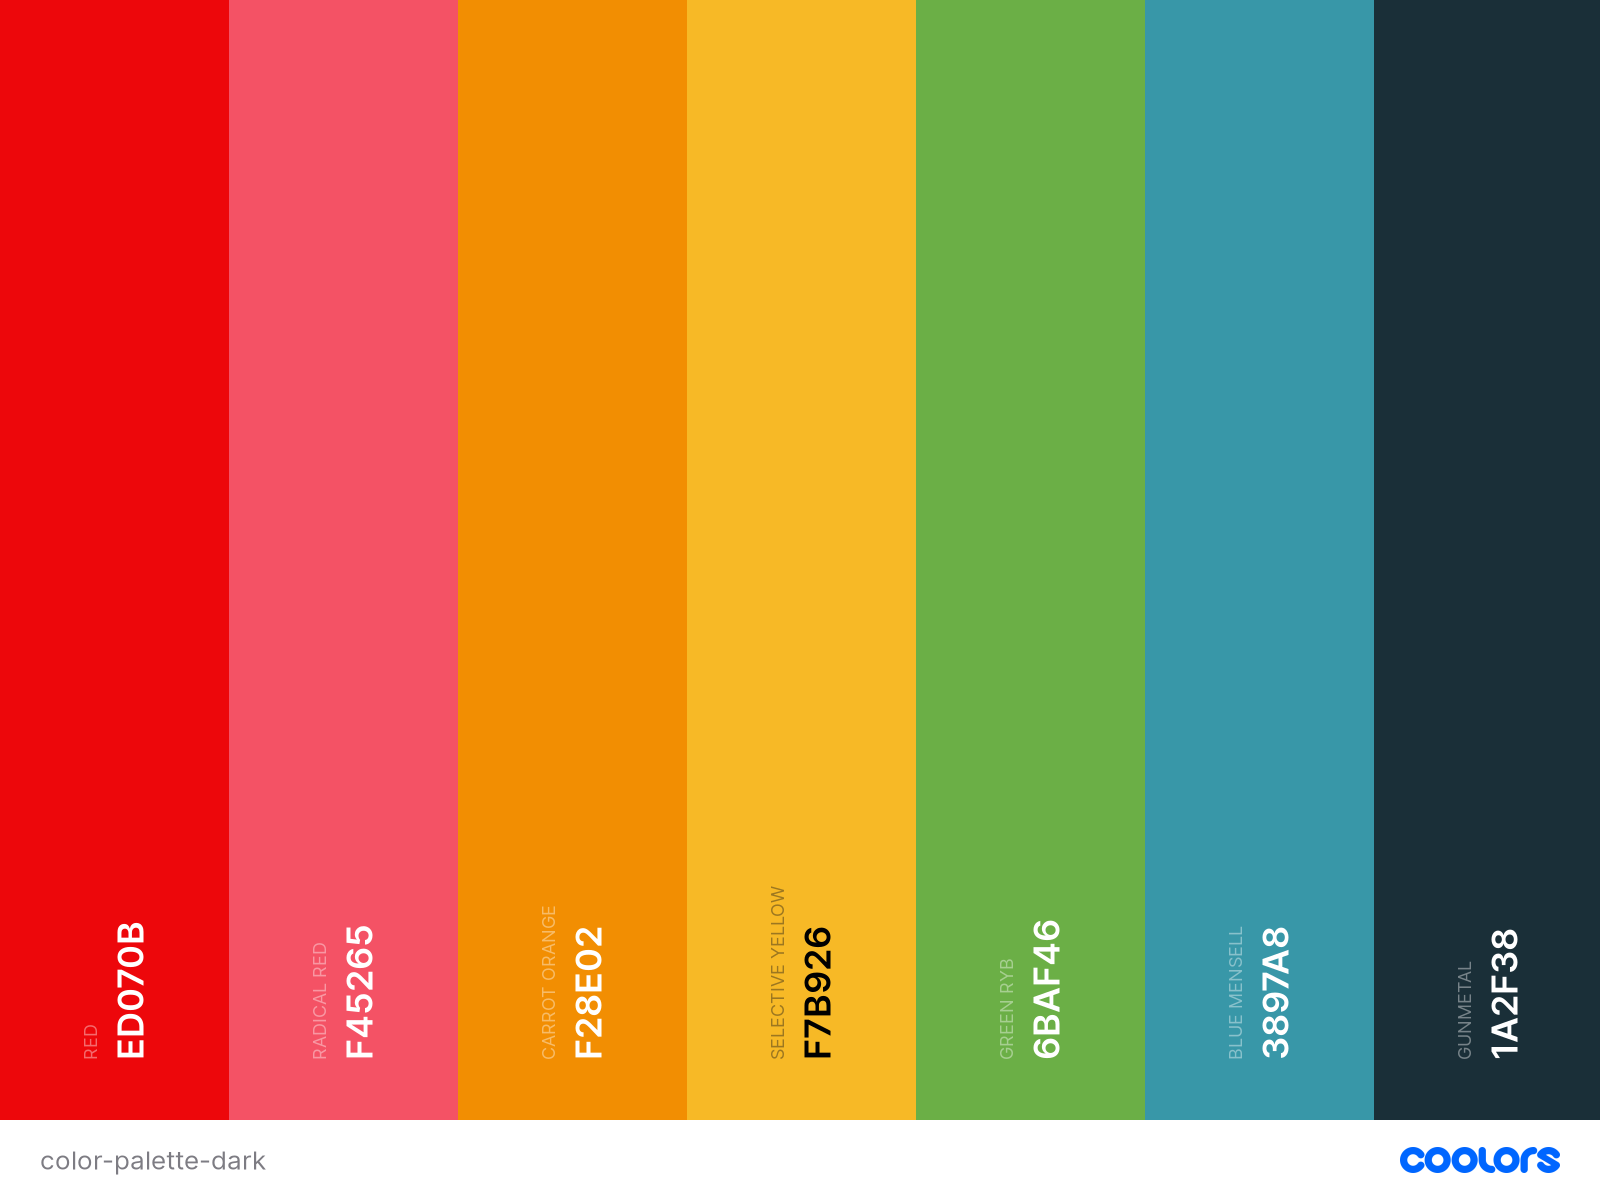 RED
ED070B
RADICAL RED
F45265
CARROT ORANGE
F28E02
SELECTIVE YELLOW
F7B926
GREEN RYB
6BAF46
BLUE MENSELL
3897A8
GUNMETAL
1A2F38
color-palette-dark
coolors